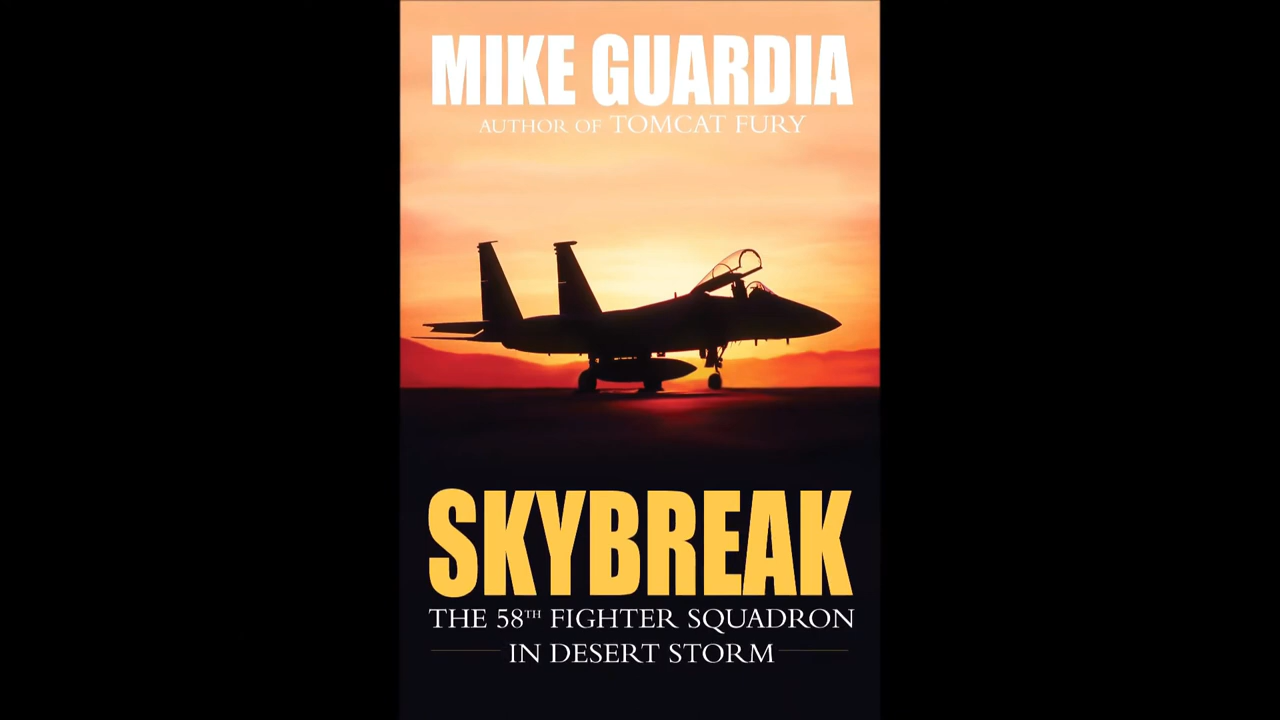 MIKE GUARDIA
AUTHOR OF TOMCAT FURY
SKYBREAK
THE 58TH FIGHTER SQUADRON
IN DESERT STORM